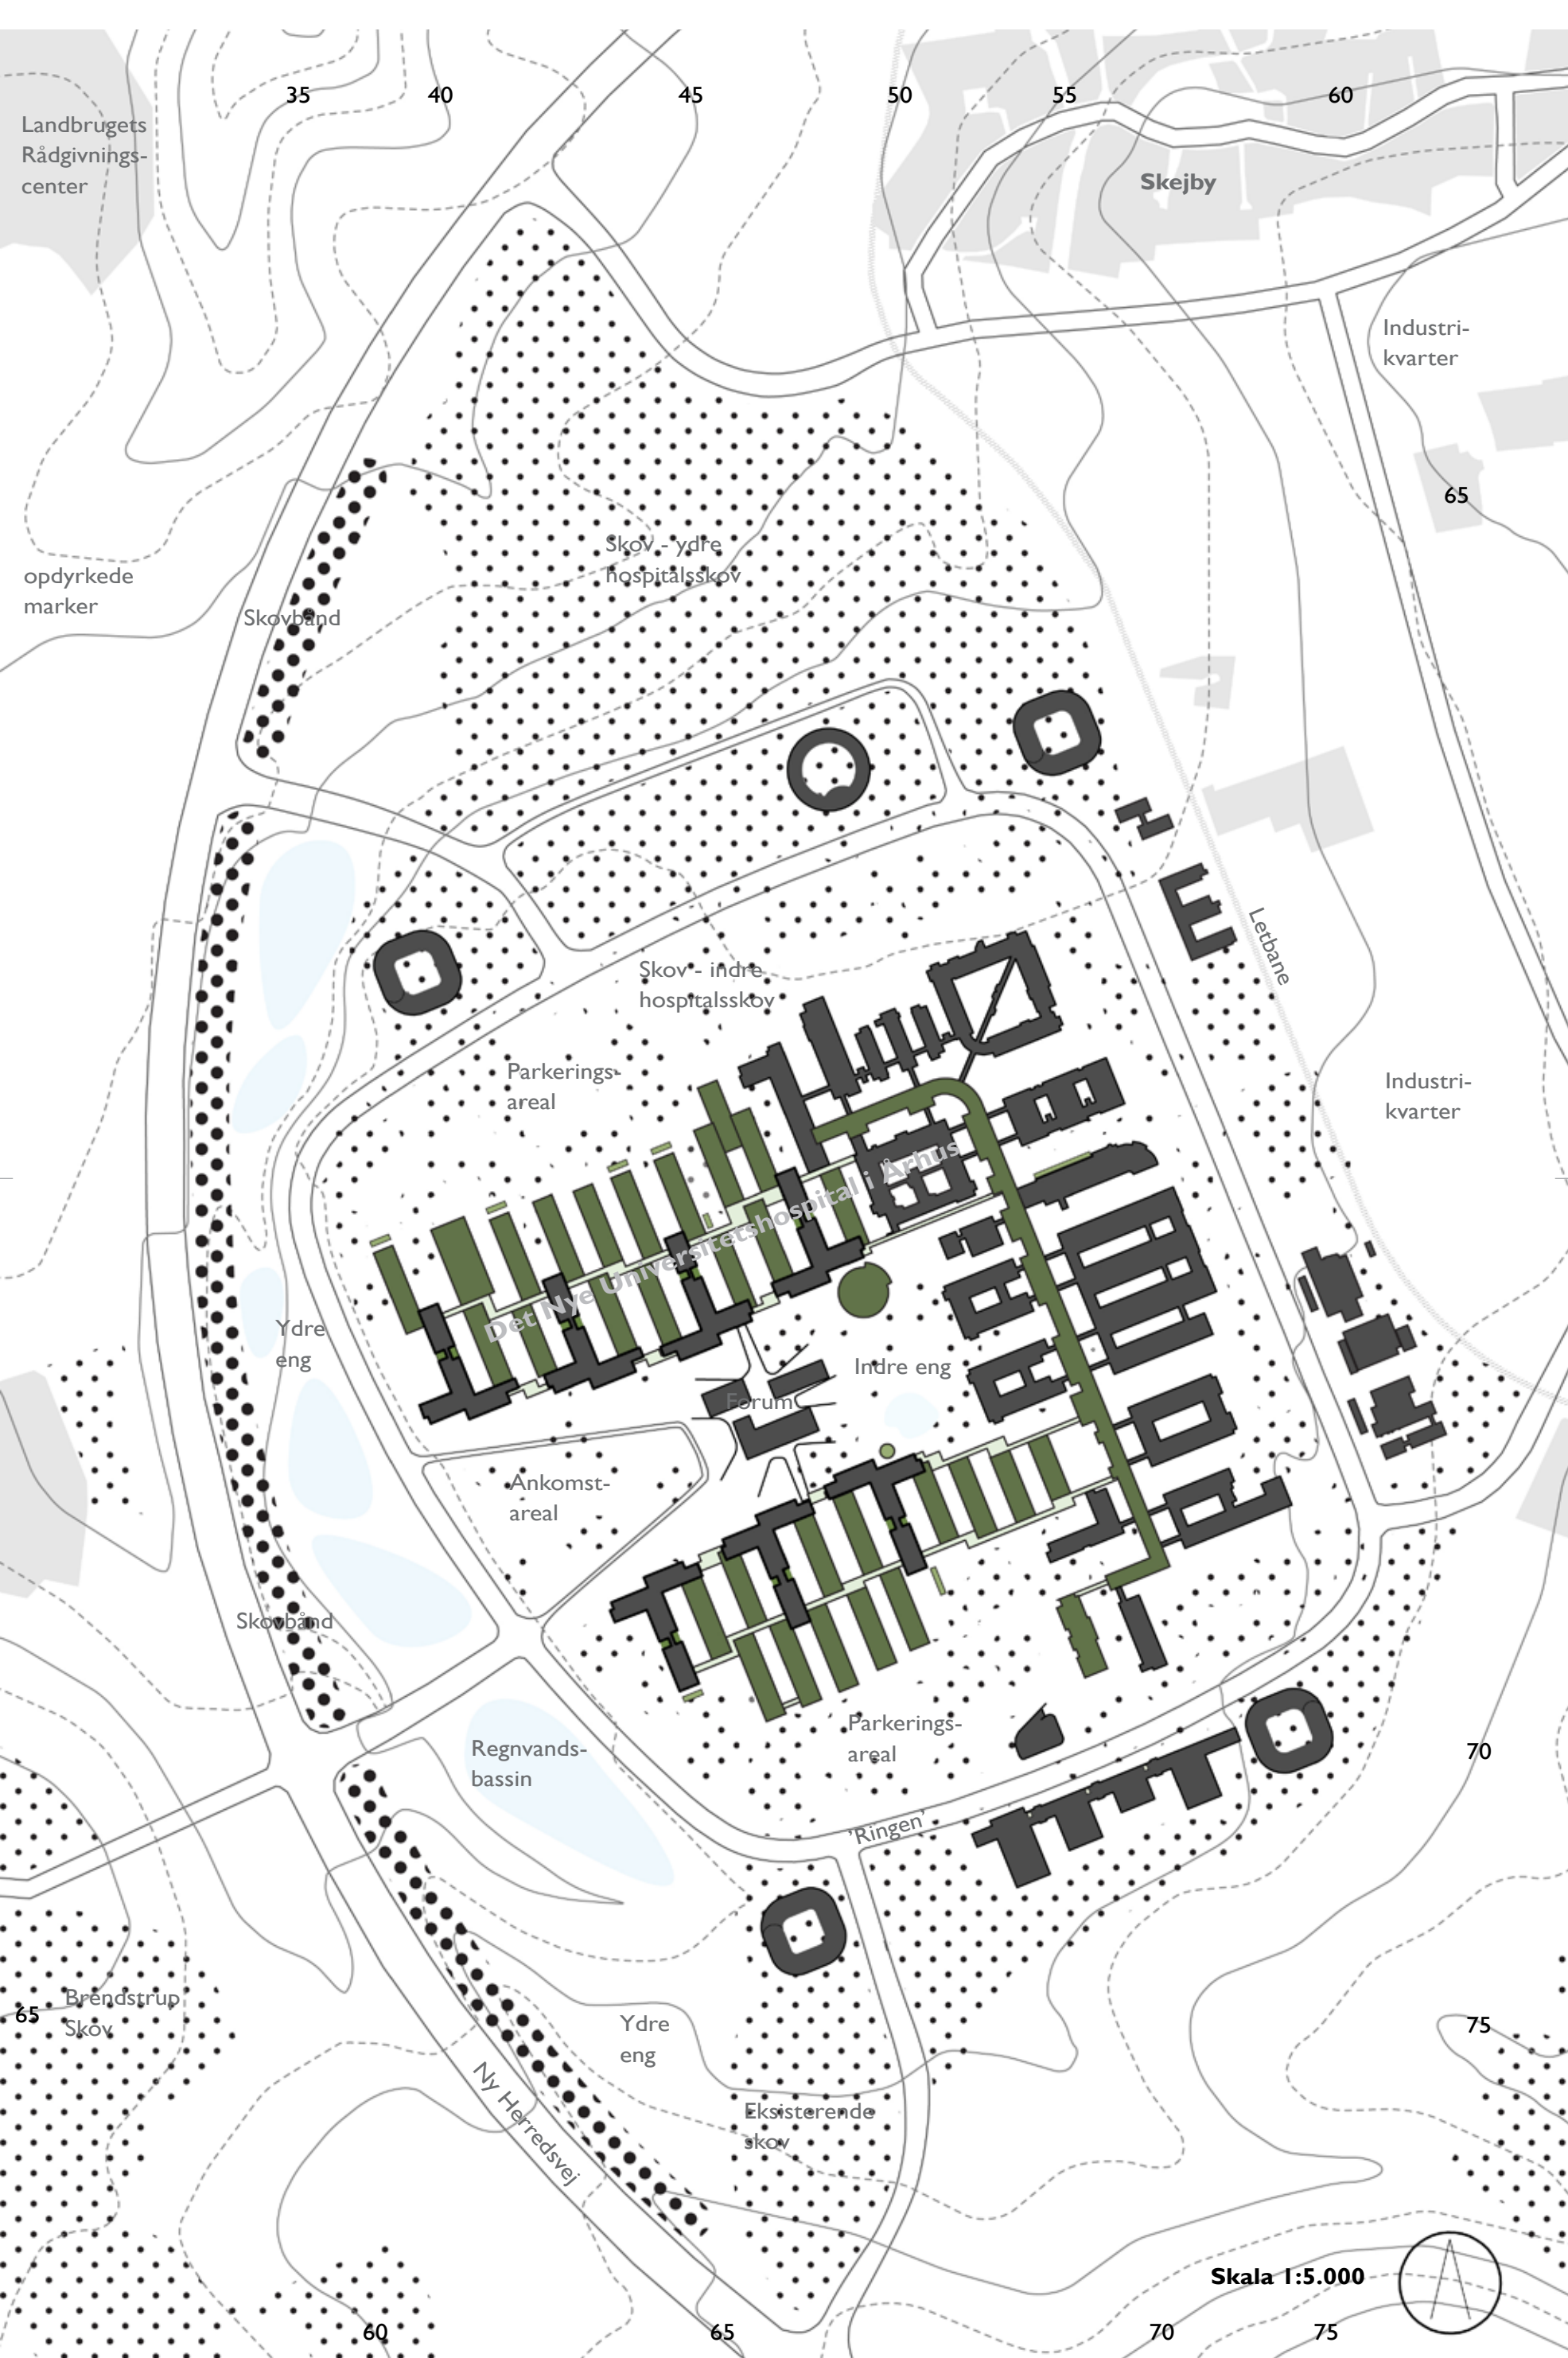 35
40
45
50
55
60
Landbrugets
Rådgivnings-
center
Skejby
Industri-
kvarter
65
Skov - ydre
hospitalsskov
opdyrkede
marker
Skovbånd
Letbane
Skov - indre
hospitalsskov
Parkerings-
areal
Industri-
kvarter
Det Nye Universitetshospital i Århus
Ydre
eng
Indre eng
Forum
Ankomst-
areal
Skovbånd
Parkerings-
areal
Regnvands-
bassin
70
'Ringen'
Brendstrup
Skov
65
Ydre
eng
75
Ny Herredsvej
Eksisterende
skov
Skala 1:5.000
60
65
70
75